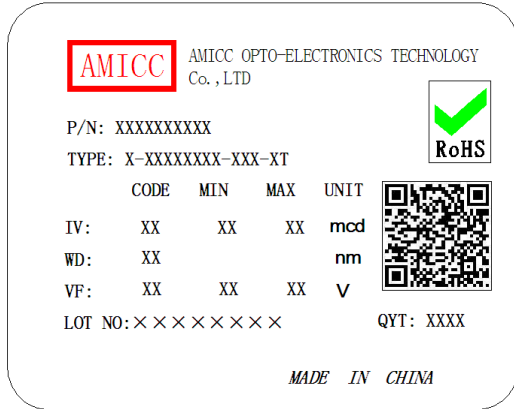 AMICC
AMICC OPTO-ELECTRONICS TECHNOLOGY
Co.,LTD
RoHS
P/N: XXXXXXXXXX
TYPE: X-XXXXXXXX-XXX-XT
CODE MIN MAX UNIT
IV: XX XX XX mcd
WD: XX nm
VF: XX XX XX V
LOT NO:××××××××
QYT: XXXX
MADE IN CHINA